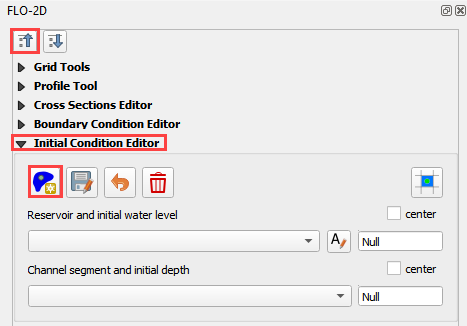 FLO-2D
Grid Tools
Profile Tool
Cross Sections Editor
Boundary Condition Editor
Initial Condition Editor
Reservoir and initial water level center
A Null
Channel segment and initial depth center
Null